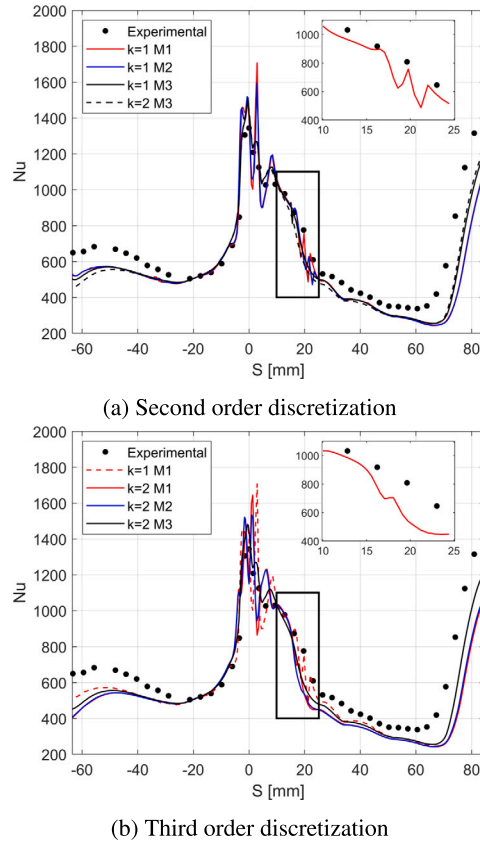 2000
1800
1600
1400
1200
1000
800
600
400
200
Nu
Experimental
k=1 M1
k=1 M2
k=1 M3
k=2 M3
1000
800
600
400
10 15 20 25
-60 -40 -20 0 20 40 60 80
S [mm]
(a) Second order discretization
2000
1800
1600
1400
1200
1000
800
600
400
200
Nu
Experimental
k=1 M1
k=2 M1
k=2 M2
k=2 M3
1000
800
600
400
10 15 20 25
-60 -40 -20 0 20 40 60 80
S [mm]
(b) Third order discretization